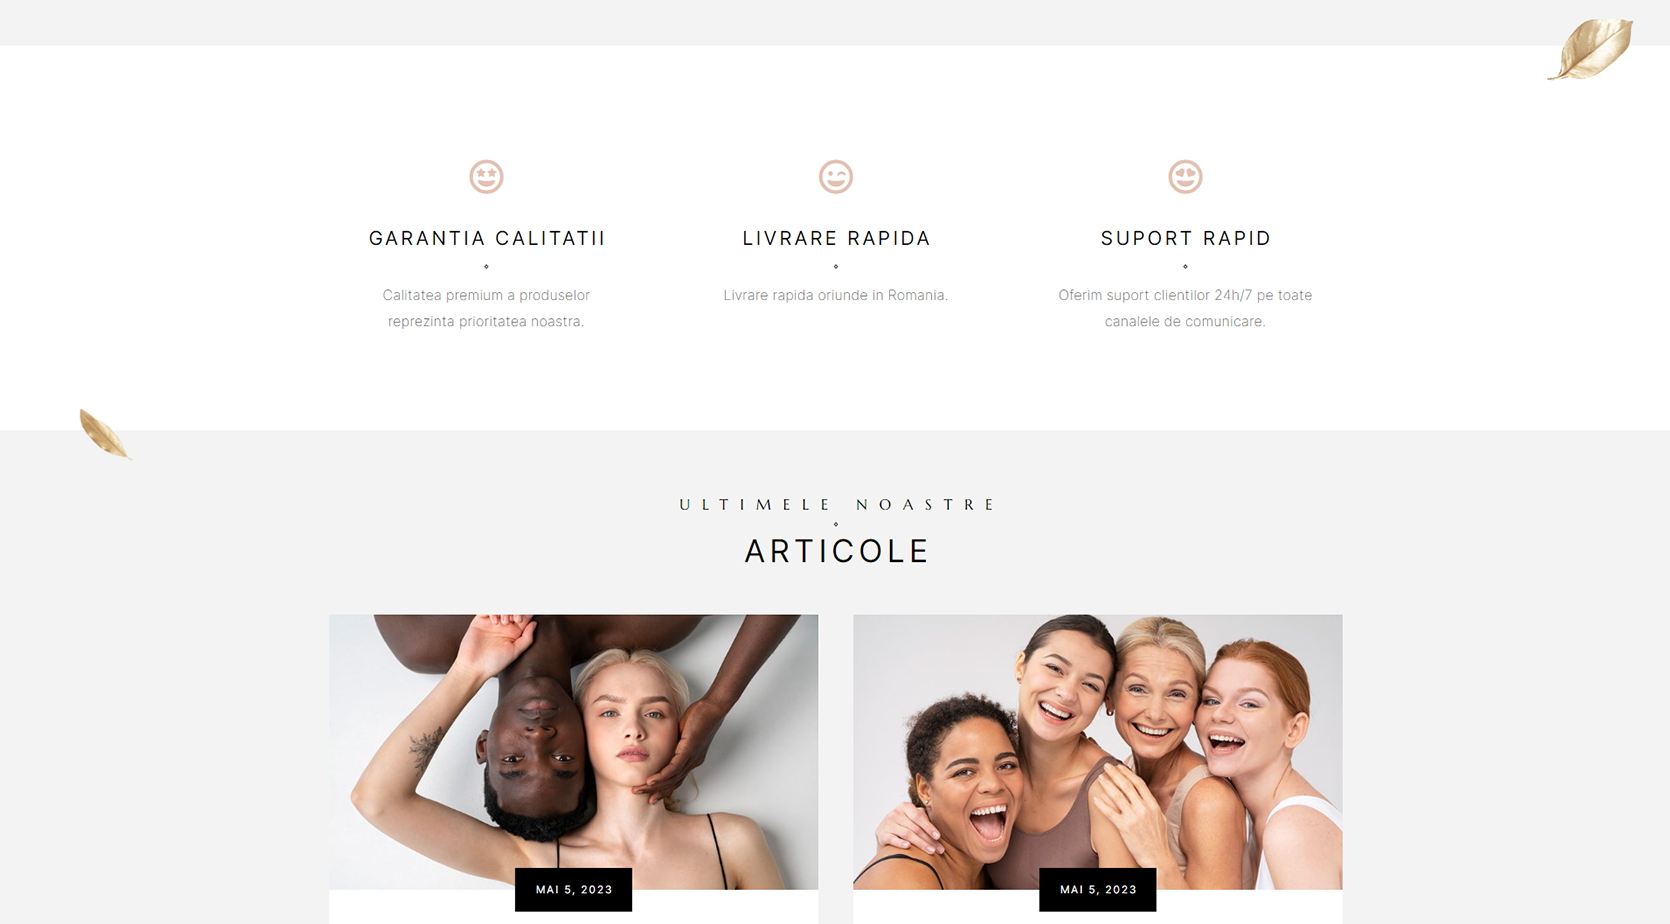 GARANTIA CALITATII
Calitatea premium a produselor
reprezinta prioritatea noastra.
LIVRARE RAPIDA
Livrare rapida oriunde in Romania.
SUPORT RAPID
Oferim suport clientilor 24h/7 pe toate
canalele de comunicare.
ULTIMELE NOASTRE
ARTICOLE
MAI 5, 2023
MAI 5, 2023